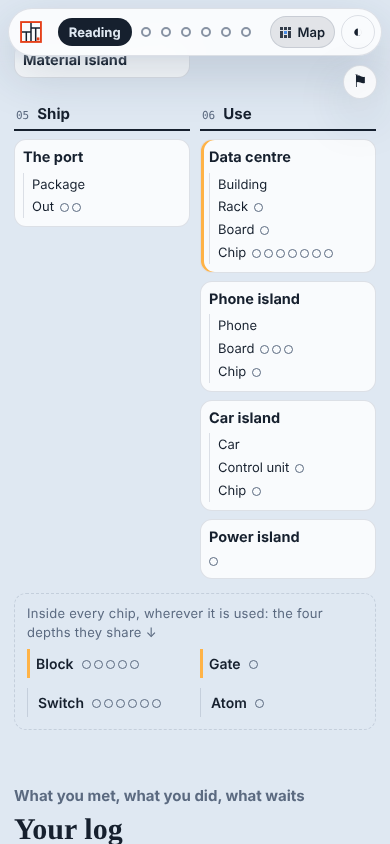 Reading
Map
Material island
05 Ship
06 Use
The port
Package
Out
Data centre
Building
Rack
Board
Chip
Phone island
Phone
Board
Chip
Car island
Car
Control unit
Chip
Power island
Inside every chip, wherever it is used: the four
depths they share ↓
Block
Gate
Switch
Atom
What you met, what you did, what waits
Your log